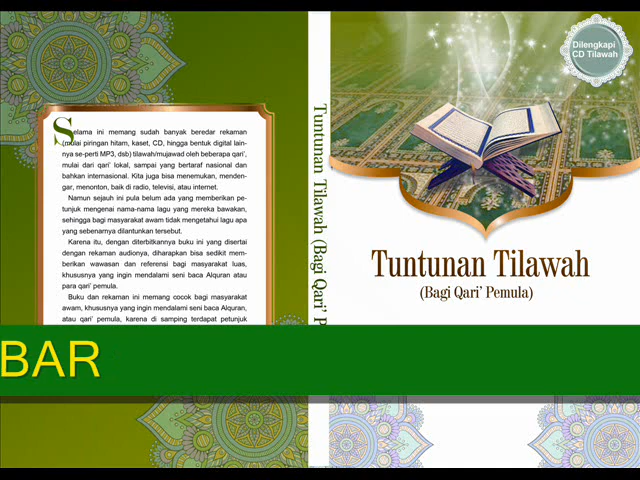 Selama ini memang sudah banyak beredar rekaman
(mulai piringan hitam, kaset, CD, hingga bentuk digital lain-
nya se-perti MP3, dsb) tilawah/mujawad oleh beberapa qari',
mulai dari qari' lokal, sampai yang bertaraf nasional dan
bahkan internasional. Kita juga bisa menemukan, menden-
gar, menonton, baik di radio, televisi, atau internet.
Namun sejauh ini pula belum ada yang memberikan pe-
tunjuk mengenai nama-nama lagu yang mereka bawakan,
sehingga bagi masyarakat awam tidak mengetahui lagu apa
yang sebenarnya dilantunkan tersebut.
Karena itu, dengan diterbitkannya buku ini yang disertai
dengan rekaman audionya, diharapkan bisa sedikit mem-
berikan wawasan dan referensi bagi masyarakat luas,
khususnya yang ingin mendalami seni baca Alquran atau
para qari' pemula.
Buku dan rekaman ini memang cocok bagi masyarakat
awam, khususnya yang ingin mendalami seni baca Alquran,
atau qari' pemula, karena di samping terdapat petunjuk
Tuntunan Tilawah (Bagi Qari' P
Dilengkapi
CD Tilawah
Tuntunan Tilawah
(Bagi Qari' Pemula)
BAR